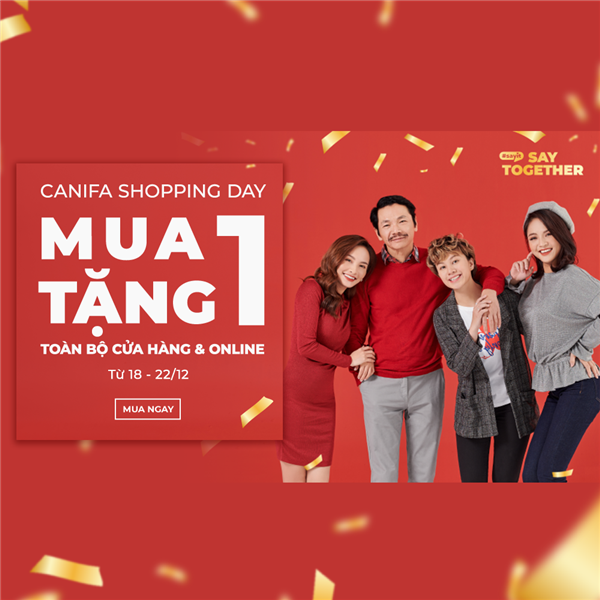 CANIFA SHOPPING DAY
MUA 1
TẶNG 1
TOÀN BỘ CỬA HÀNG & ONLINE
Từ 18 - 22/12
MUA NGAY
#sayh
SAY
TOGETHER